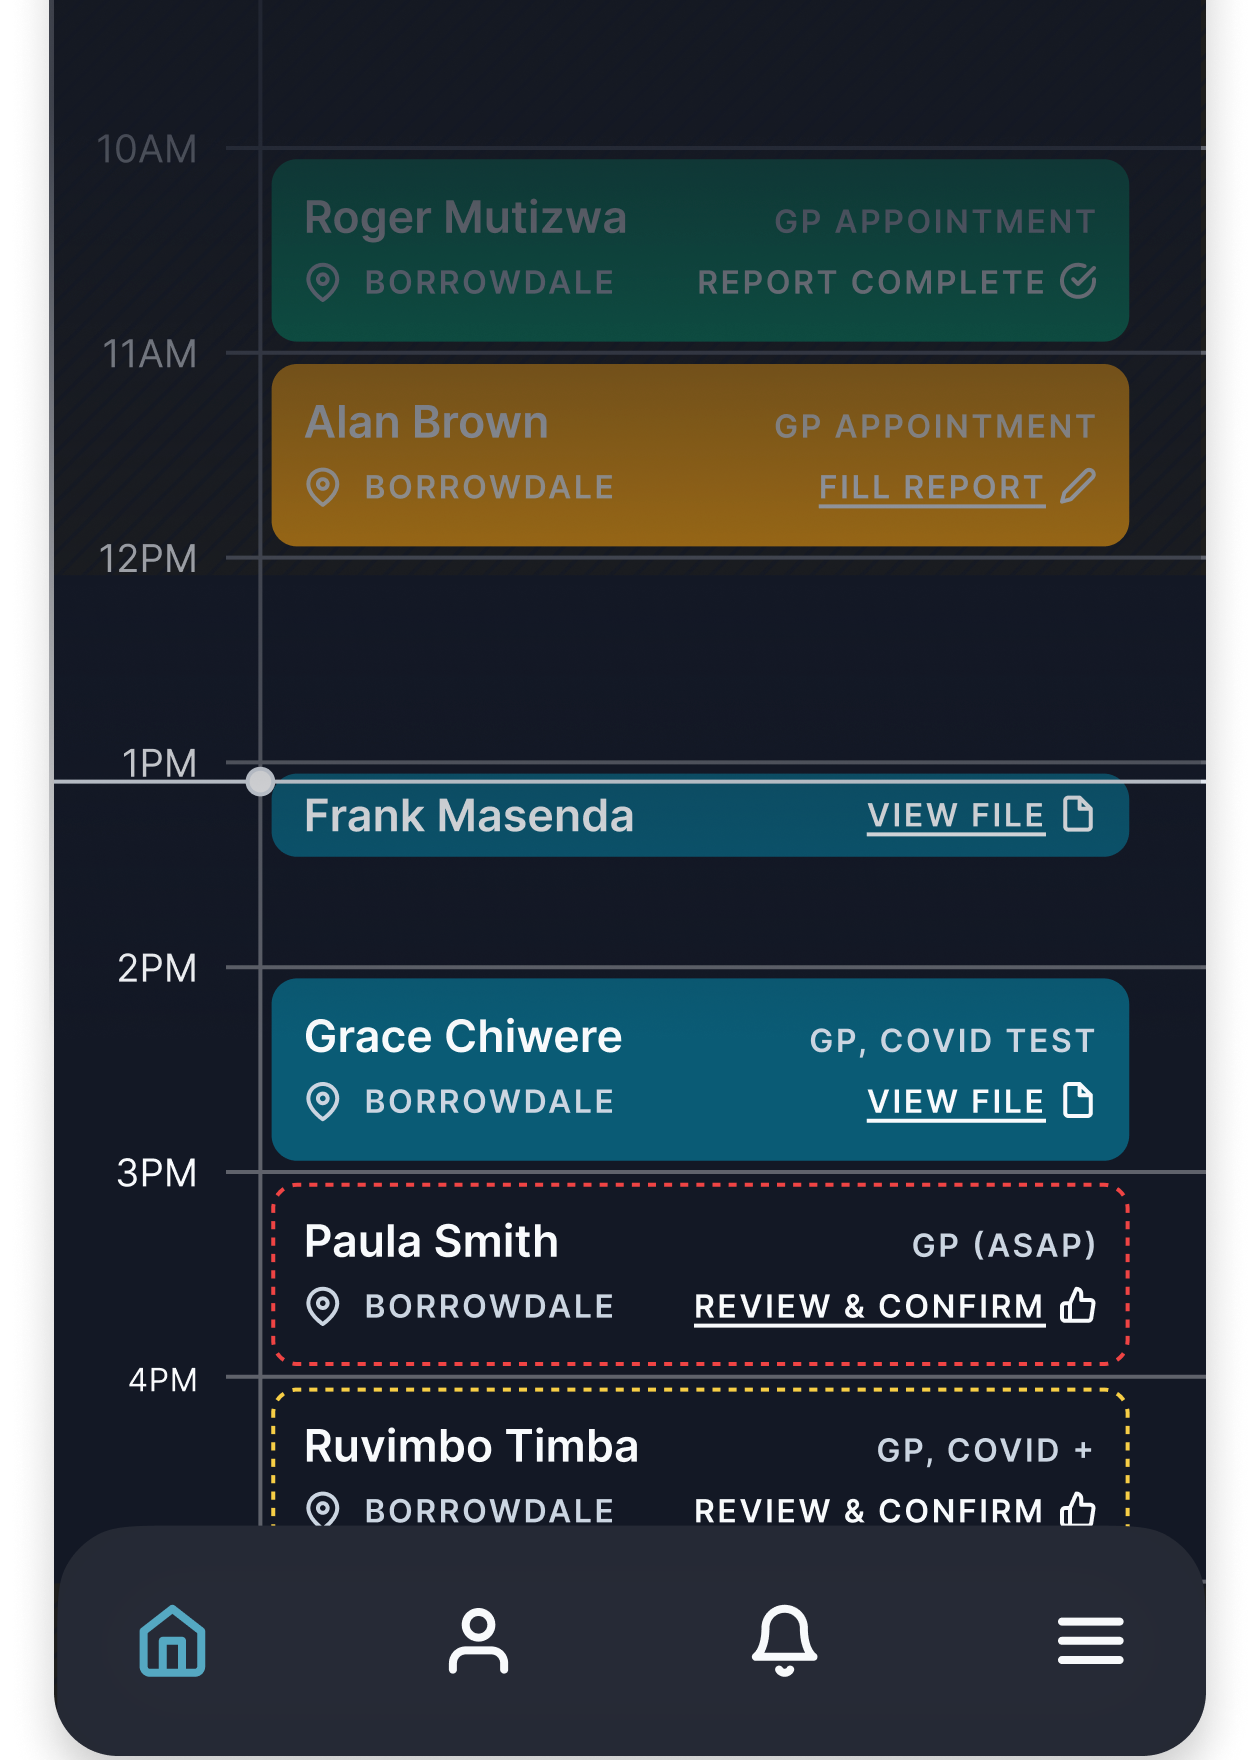 10AM
Roger Mutizwa GP APPOINTMENT
BORROWDALE REPORT COMPLETE
11AM
Alan Brown GP APPOINTMENT
BORROWDALE FILL REPORT
12PM
1PM
Frank Masenda VIEW FILE
2PM
Grace Chiwere GP, COVID TEST
BORROWDALE VIEW FILE
3PM
Paula Smith GP (ASAP)
BORROWDALE REVIEW & CONFIRM
4PM
Ruvimbo Timba GP, COVID +
BORROWDALE REVIEW & CONFIRM